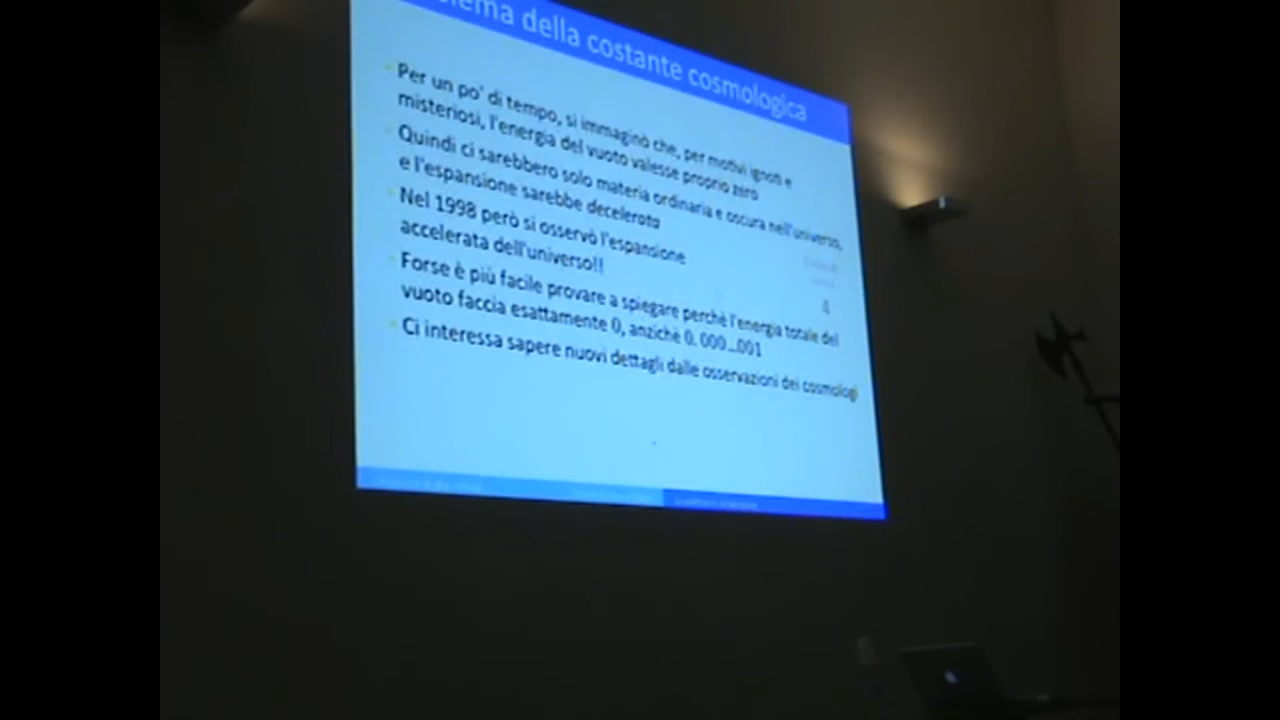 della costante cosmologica
Per un po' di tempo, si immaginò che, per motivi ignoti e
misteriosi, l'energia del vuoto valesse proprio zero
Quindi ci sarebbero solo materia ordinaria e oscura nell'universo,
e l'espansione sarebbe decelerata
Nel 1998 però si osservò l'espansione
accelerata dell'universo!!
Forse è più facile provare a spiegare perchè l'energia totale del
vuoto faccia esattamente 0, anzichè 0. 000...001
Ci interessa sapere nuovi dettagli dalle osservazioni dei cosmologi